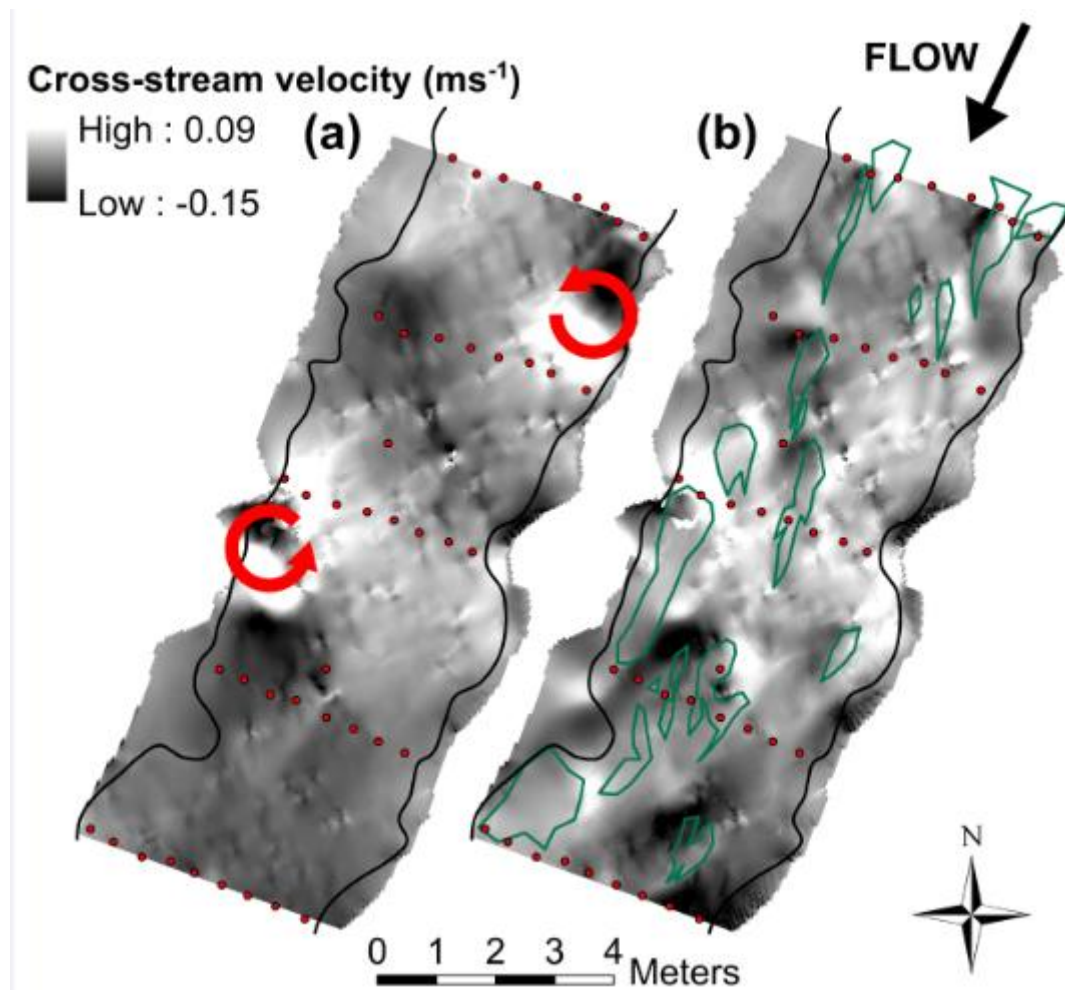 FLOW
Cross-stream velocity (ms⁻¹)
High : 0.09
Low : -0.15
(a)
(b)
N
0 1 2 3 4
Meters